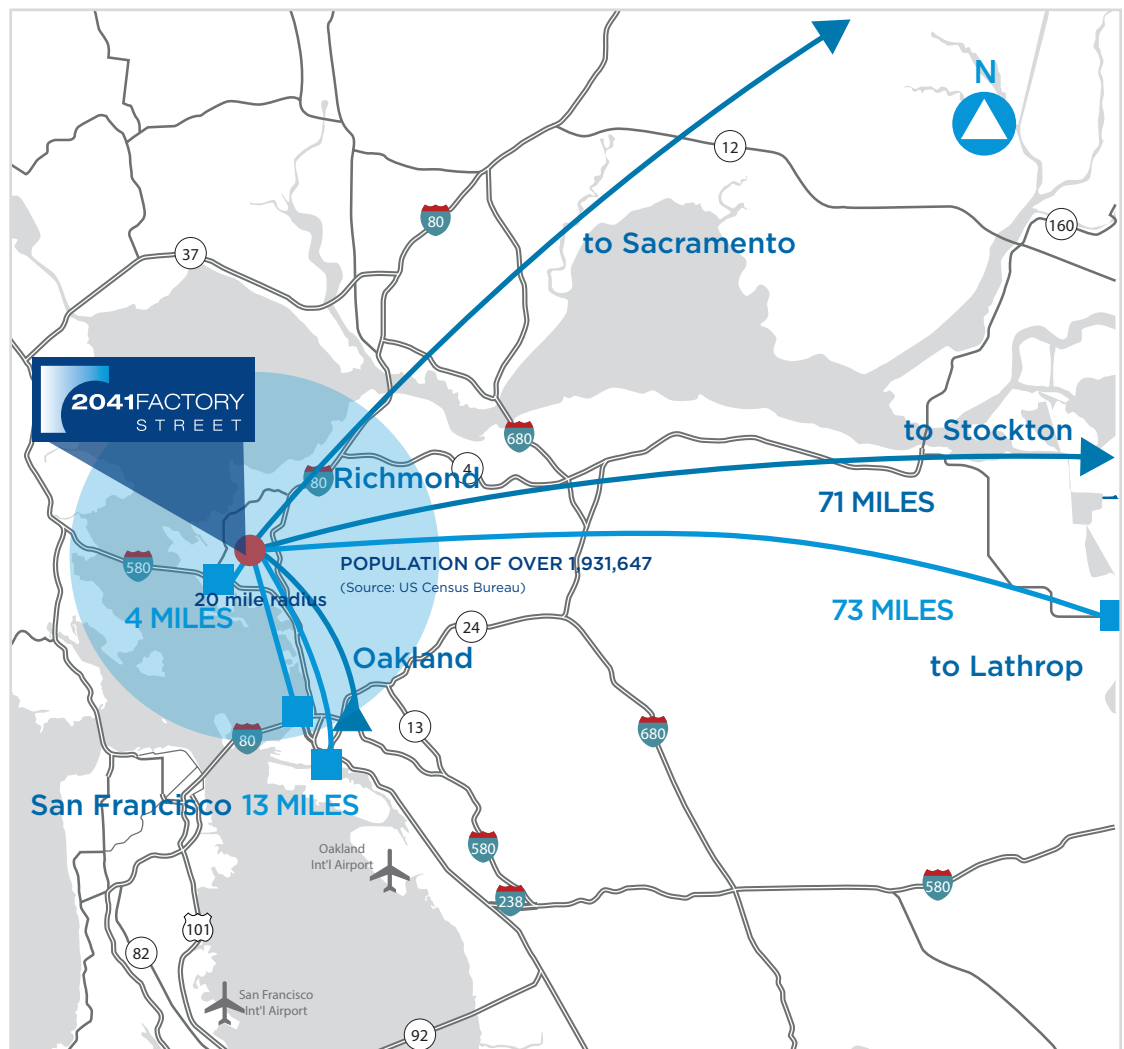 N
12
160
80
to Sacramento
37
2041FACTORY
STREET
680
to Stockton
4
80
Richmond
71 MILES
580
POPULATION OF OVER 1,931,647
(Source: US Census Bureau)
20 mile radius
4 MILES
73 MILES
24
Oakland
to Lathrop
13
680
80
San Francisco 13 MILES
Oakland
Int'l Airport
580
580
238
101
82
San Francisco
Int'l Airport
92